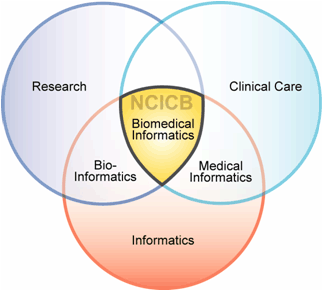 Research
Clinical Care
NCICB
Biomedical
Informatics
Bio-
Informatics
Medical
Informatics
Informatics